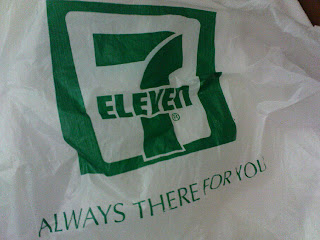 7
ELEVEn
®
ALWAYS THERE FOR YOU